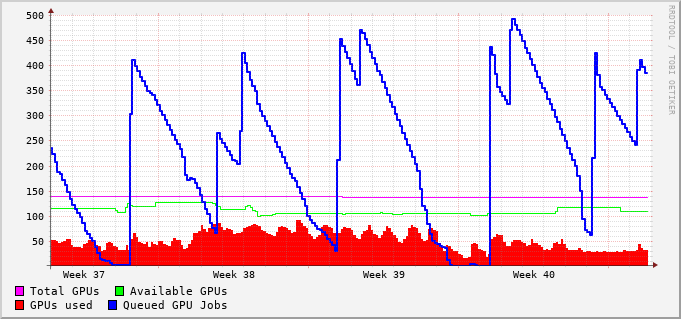 500
450
400
350
300
250
200
150
100
50
Week 37 Week 38 Week 39 Week 40
Total GPUs Available GPUs
GPUs used Queued GPU Jobs
RRDTOOL / TOBI OETIKER